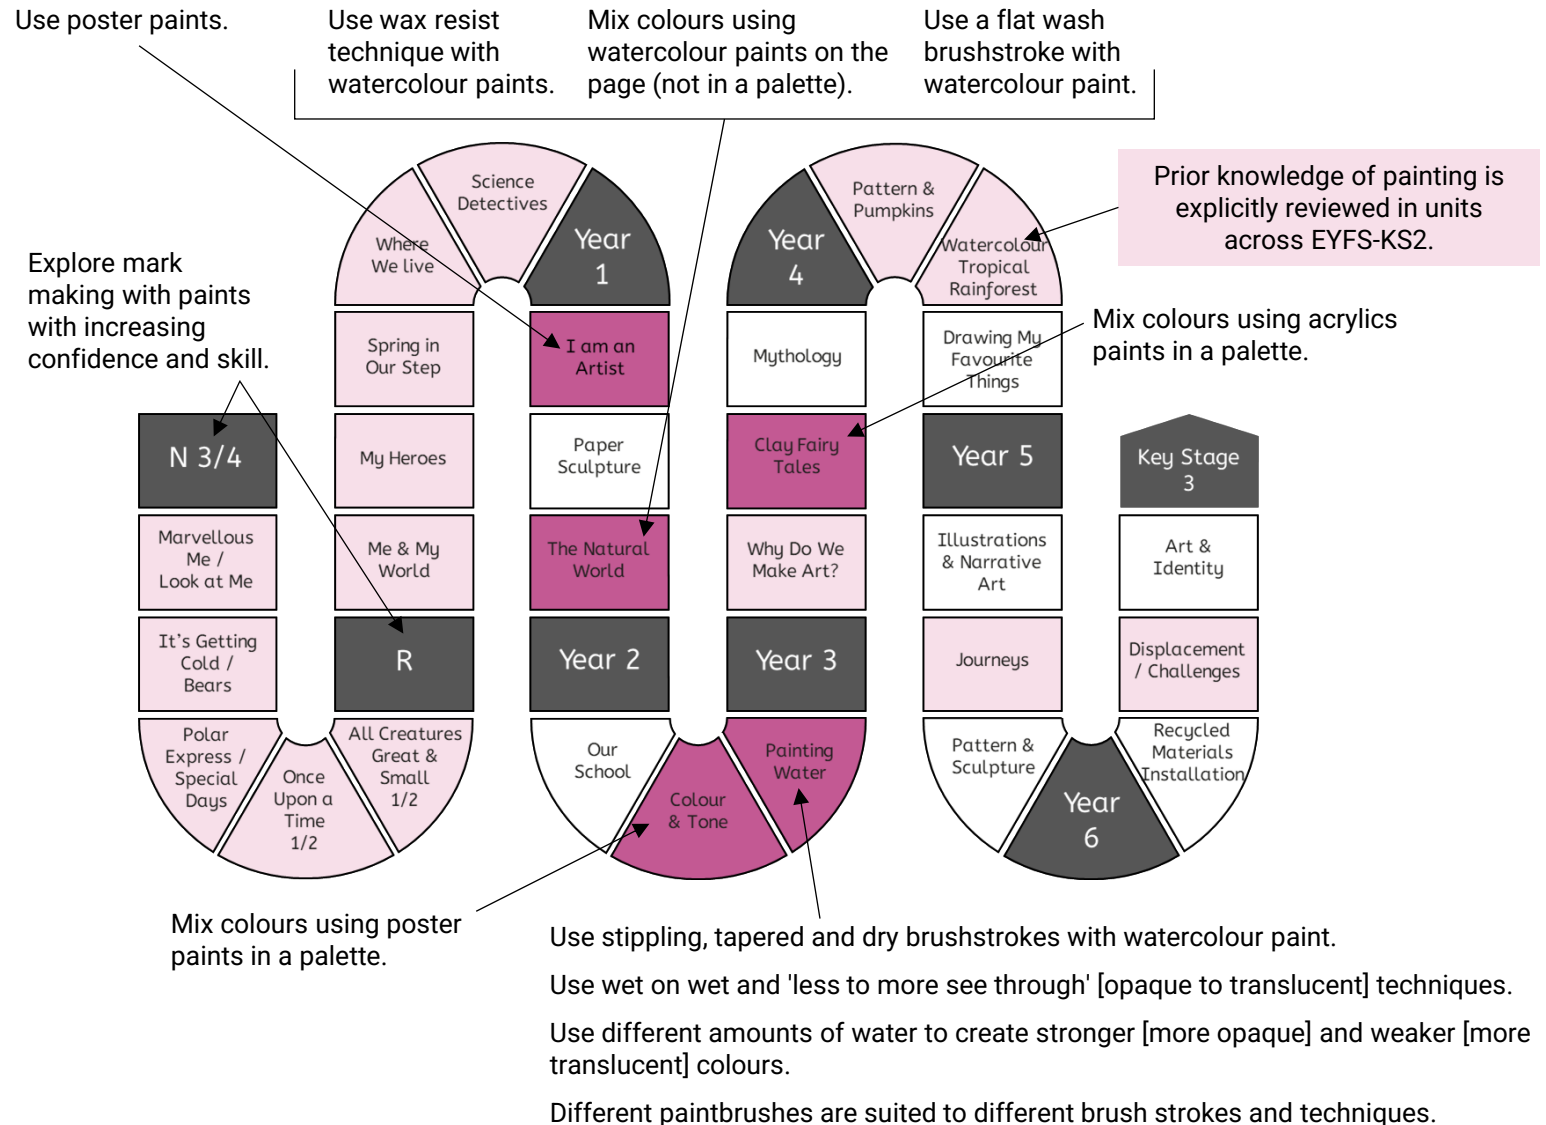 Use poster paints.
Use wax resist
technique with
watercolour paints.
Mix colours using
watercolour paints on the
page (not in a palette).
Use a flat wash
brushstroke with
watercolour paint.
Prior knowledge of painting is
explicitly reviewed in units
across EYFS-KS2.
Explore mark
making with paints
with increasing
confidence and skill.
Mix colours using acrylics
paints in a palette.
N 3/4
Marvellous
Me /
Look at Me
It's Getting
Cold /
Bears
Polar
Express /
Special
Days
Once
Upon a
Time
1/2
All Creatures
Great &
Small
1/2
R
Me & My
World
My Heroes
Spring in
Our Step
Where
We live
Science
Detectives
Year
1
I am an
Artist
Paper
Sculpture
The Natural
World
Year 2
Our
School
Colour
& Tone
Painting
Water
Year 3
Why Do We
Make Art?
Clay Fairy
Tales
Mythology
Year
4
Pattern &
Pumpkins
Watercolour
Tropical
Rainforest
Drawing My
Favourite
Things
Year 5
Illustrations
& Narrative
Art
Journeys
Pattern &
Sculpture
Year
6
Recycled
Materials
Installation
Displacement
/ Challenges
Art &
Identity
Key Stage
3
Mix colours using poster
paints in a palette.
Use stippling, tapered and dry brushstrokes with watercolour paint.
Use wet on wet and 'less to more see through' [opaque to translucent] techniques.
Use different amounts of water to create stronger [more opaque] and weaker [more
translucent] colours.
Different paintbrushes are suited to different brush strokes and techniques.